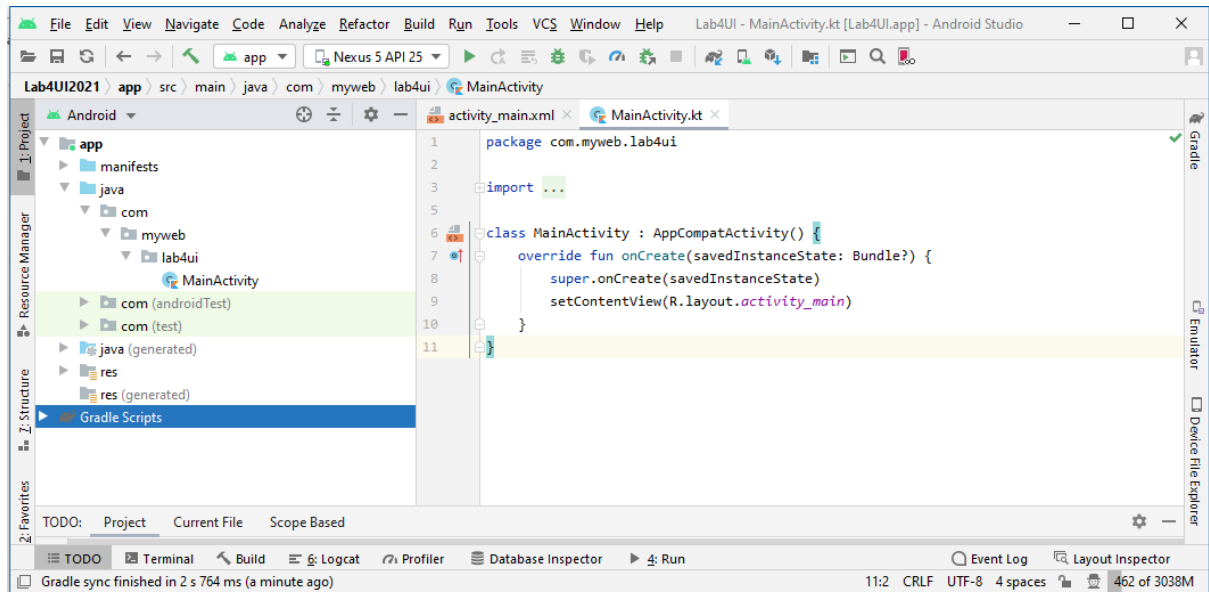 File Edit View Navigate Code Analyze Refactor Build Run Tools VCS Window Help Lab4UI - MainActivity.kt [Lab4UI.app] - Android Studio
app Nexus 5 API 25
Lab4UI2021 app src main java com myweb lab4ui MainActivity
1: Project
Resource Manager
7: Structure
2: Favorites
Android
app
manifests
java
com
myweb
lab4ui
MainActivity
com (androidTest)
com (test)
java (generated)
res
res (generated)
Gradle Scripts
activity_main.xml MainActivity.kt
1 package com.myweb.lab4ui
2
3 import ...
5
6 class MainActivity : AppCompatActivity() {
7 override fun onCreate(savedInstanceState: Bundle?) {
8 super.onCreate(savedInstanceState)
9 setContentView(R.layout.activity_main)
10 }
11 }
Gradle
Emulator
Device File Explorer
TODO: Project Current File Scope Based
TODO Terminal Build 6: Logcat Profiler Database Inspector 4: Run Event Log Layout Inspector
Gradle sync finished in 2 s 764 ms (a minute ago) 11:2 CRLF UTF-8 4 spaces 462 of 3038M